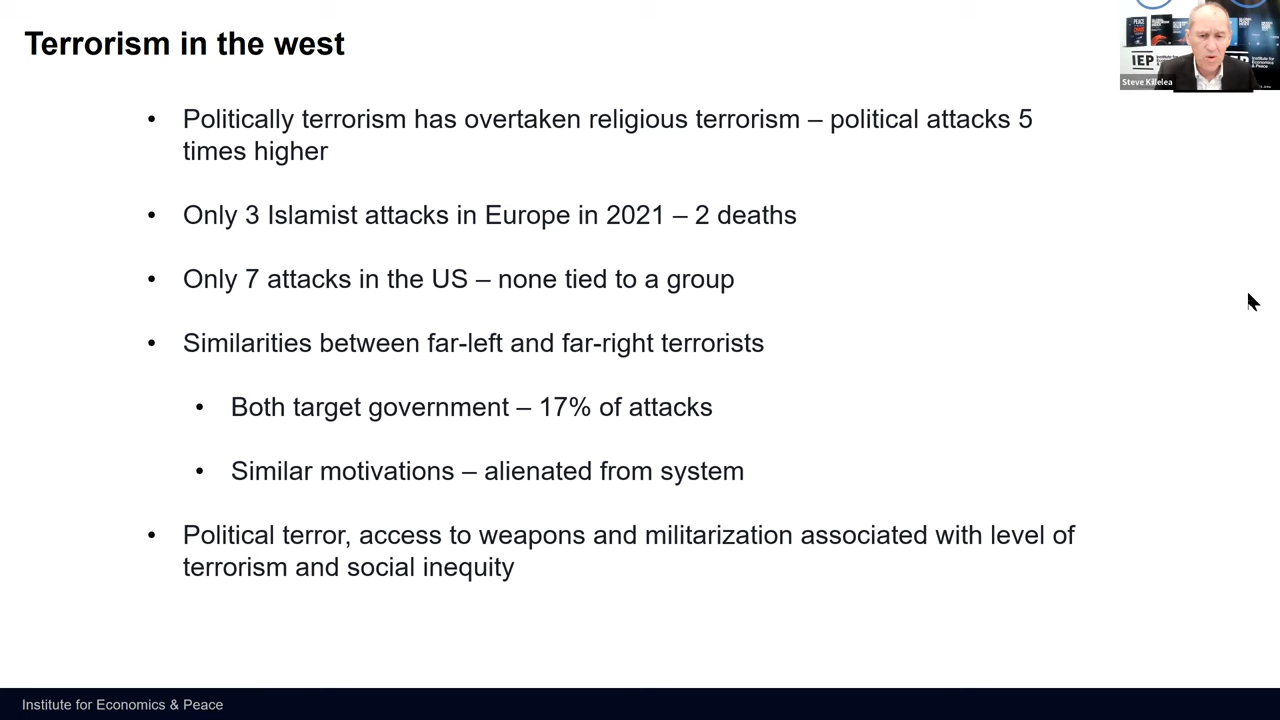 Terrorism in the west
IEP
Steve Killelea
• Politically terrorism has overtaken religious terrorism – political attacks 5
times higher
• Only 3 Islamist attacks in Europe in 2021 – 2 deaths
• Only 7 attacks in the US – none tied to a group
• Similarities between far-left and far-right terrorists
• Both target government – 17% of attacks
• Similar motivations – alienated from system
• Political terror, access to weapons and militarization associated with level of
terrorism and social inequity
Institute for Economics & Peace